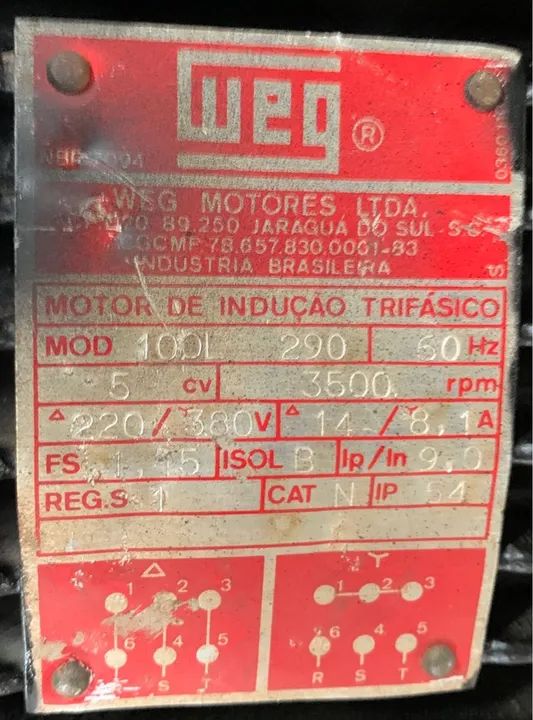 weg ®
WEG MOTORES LTDA.
89.250 JARAGUA DO SUL
78.657.830.0001-83
INDUSTRIA BRASILEIRA
MOTOR DE INDUÇAO TRIFÁSICO
MOD 100L 290 60 Hz
5 cv 3500 rpm
△ 220 / Y 380 V △ 14 / Y 8,1 A
FS 1,15 ISOL B Ip/In 9,0
REG.S 1 CAT N IP 54
△ Y
1 2 3 1 2 3
6 4 5 6 4 5
R S T R S T